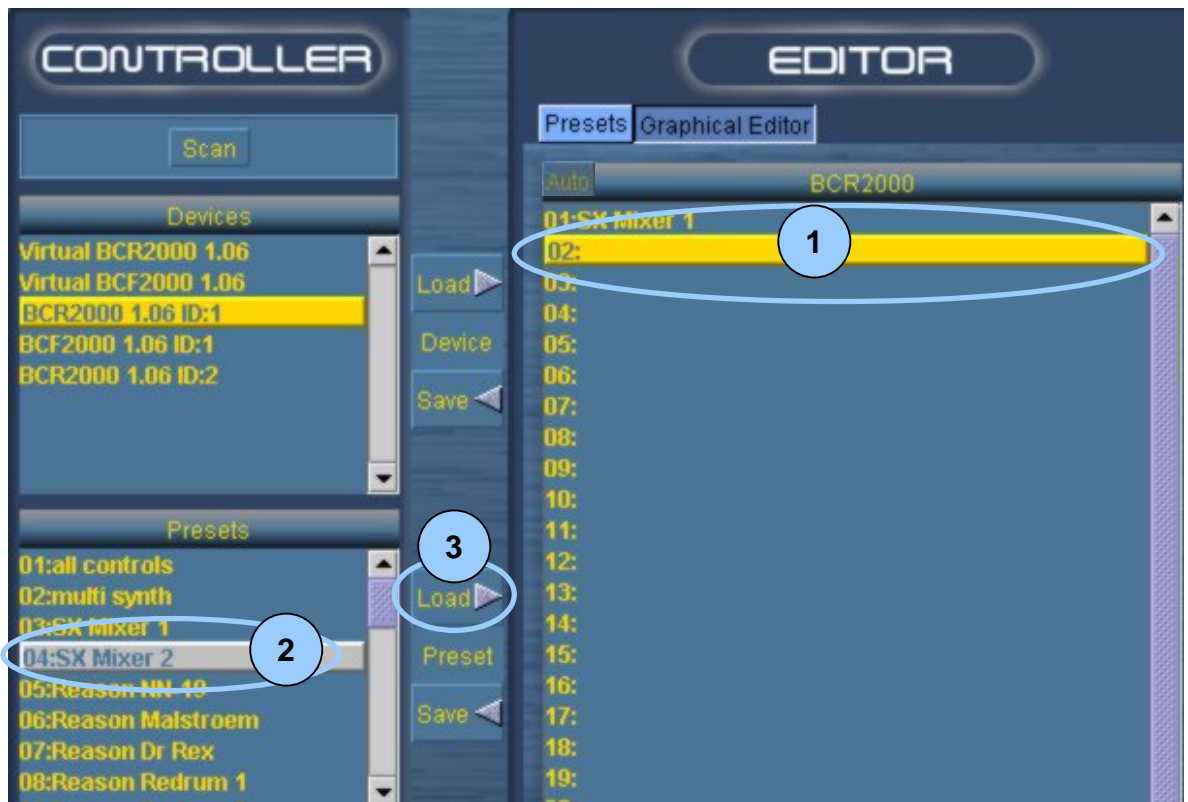 CONTROLLER
Scan
Devices
Virtual BCR2000 1.06
Virtual BCF2000 1.06
BCR2000 1.06 ID:1
BCF2000 1.06 ID:1
BCR2000 1.06 ID:2
Presets
01:all controls
02:multi synth
03:SX Mixer 1
04:SX Mixer 2
2
05:Reason NN-19
06:Reason Malstroem
07:Reason Dr Rex
08:Reason Redrum 1
Load
Device
Save
3
Load
Preset
Save
EDITOR
Presets Graphical Editor
Auto BCR2000
01:SX Mixer 1
1
02:
03:
04:
05:
06:
07:
08:
09:
10:
11:
12:
13:
14:
15:
16:
17:
18:
19: